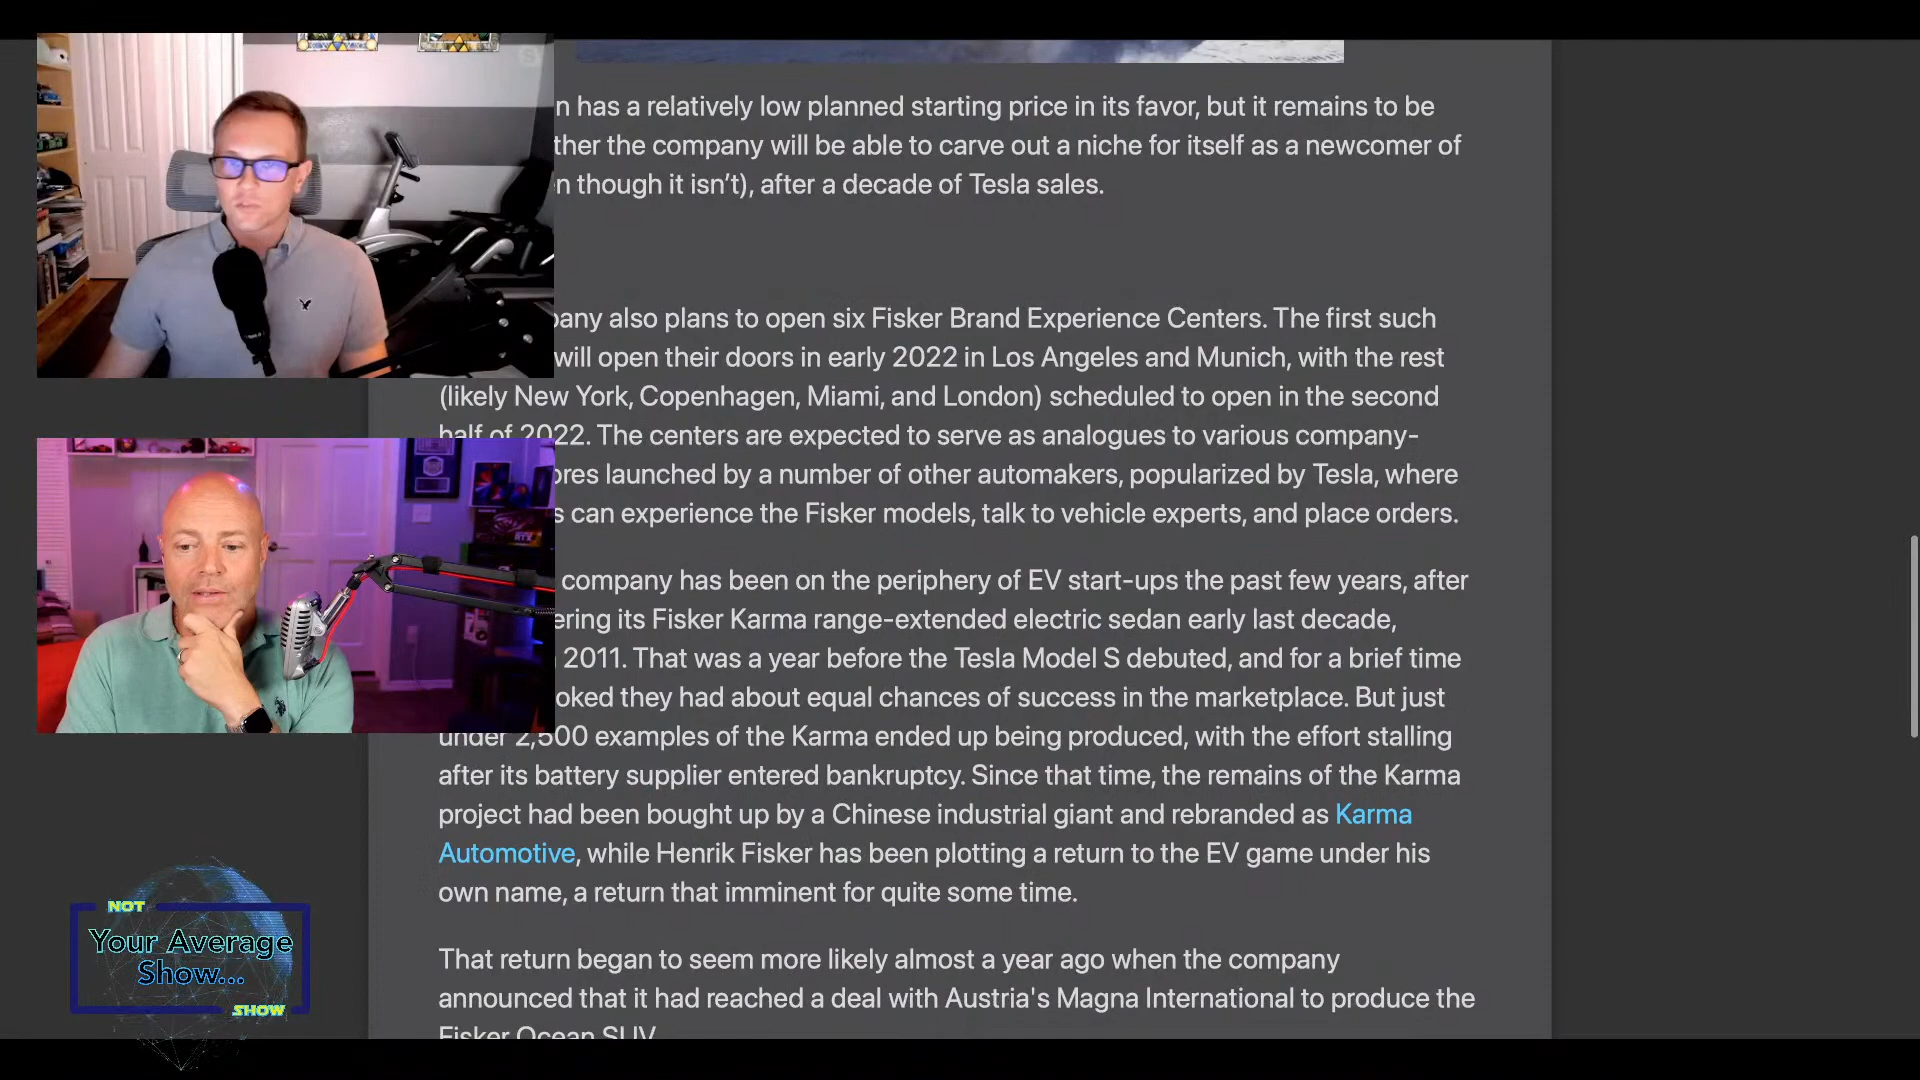 n has a relatively low planned starting price in its favor, but it remains to be
ther the company will be able to carve out a niche for itself as a newcomer of
n though it isn't), after a decade of Tesla sales.
pany also plans to open six Fisker Brand Experience Centers. The first such
will open their doors in early 2022 in Los Angeles and Munich, with the rest
(likely New York, Copenhagen, Miami, and London) scheduled to open in the second
half of 2022. The centers are expected to serve as analogues to various company-
ores launched by a number of other automakers, popularized by Tesla, where
s can experience the Fisker models, talk to vehicle experts, and place orders.
company has been on the periphery of EV start-ups the past few years, after
ering its Fisker Karma range-extended electric sedan early last decade,
2011. That was a year before the Tesla Model S debuted, and for a brief time
oked they had about equal chances of success in the marketplace. But just
under 2,500 examples of the Karma ended up being produced, with the effort stalling
after its battery supplier entered bankruptcy. Since that time, the remains of the Karma
project had been bought up by a Chinese industrial giant and rebranded as Karma
Automotive, while Henrik Fisker has been plotting a return to the EV game under his
own name, a return that imminent for quite some time.
That return began to seem more likely almost a year ago when the company
announced that it had reached a deal with Austria's Magna International to produce the
Fisker Ocean SUV.
NOT
Your Average
Show...
SHOW